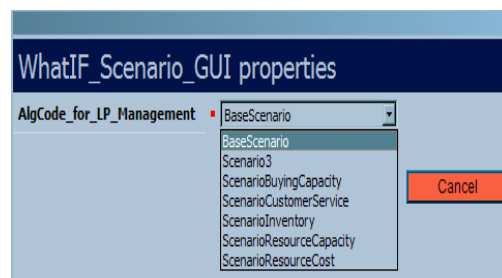 WhatIF_Scenario_GUI properties
AlgCode_for_LP_Management BaseScenario
BaseScenario
Scenario3
ScenarioBuyingCapacity
ScenarioCustomerService
ScenarioInventory
ScenarioResourceCapacity
ScenarioResourceCost
Cancel